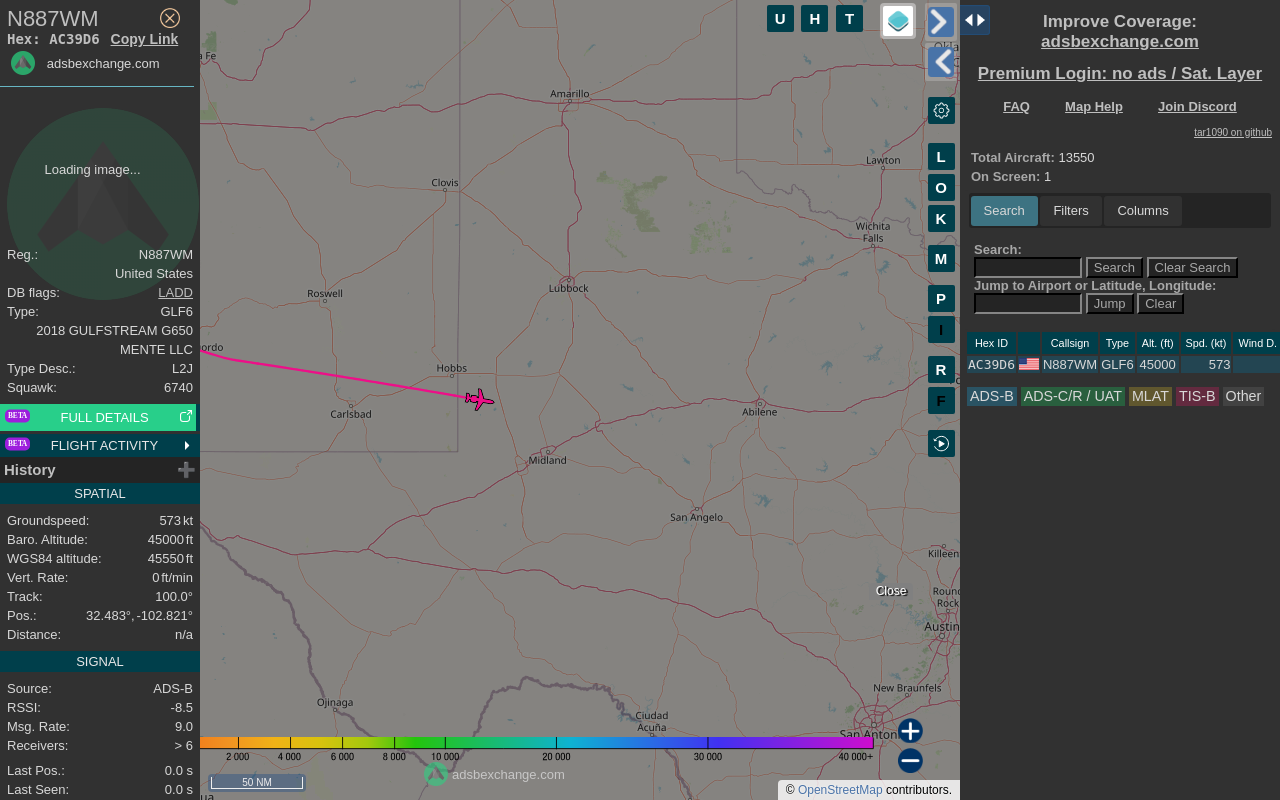 N887WM
Hex: AC39D6 Copy Link
adsbexchange.com
Loading image...
Reg.: N887WM
United States
DB flags: LADD
Type: GLF6
2018 GULFSTREAM G650
MENTE LLC
Type Desc.: L2J
Squawk: 6740
BETA FULL DETAILS
BETA FLIGHT ACTIVITY
History
SPATIAL
Groundspeed: 573 kt
Baro. Altitude: 45000 ft
WGS84 altitude: 45550 ft
Vert. Rate: 0 ft/min
Track: 100.0°
Pos.: 32.483°, -102.821°
Distance: n/a
SIGNAL
Source: ADS-B
RSSI: -8.5
Msg. Rate: 9.0
Receivers: > 6
Last Pos.: 0.0 s
Last Seen: 0.0 s
U H T
L
O
K
M
P
I
R
F
a Fe
Amarillo
Lawton
Clovis
Wichita
Falls
Roswell
Lubbock
ordo
Hobbs
Carlsbad
Abilene
Midland
San Angelo
Killeen
Close
Round
Rock
Austin
New Braunfels
Ojinaga
Ciudad
Acuña
San Antoni
2 000 4 000 6 000 8 000 10 000 20 000 30 000 40 000+
adsbexchange.com
50 NM
© OpenStreetMap contributors.
Improve Coverage:
adsbexchange.com
Premium Login: no ads / Sat. Layer
FAQ Map Help Join Discord
tar1090 on github
Total Aircraft: 13550
On Screen: 1
Search Filters Columns
Search:
Search Clear Search
Jump to Airport or Latitude, Longitude:
Jump Clear
Hex ID Callsign Type Alt. (ft) Spd. (kt) Wind D.
AC39D6 N887WM GLF6 45000 573
ADS-B ADS-C/R / UAT MLAT TIS-B Other